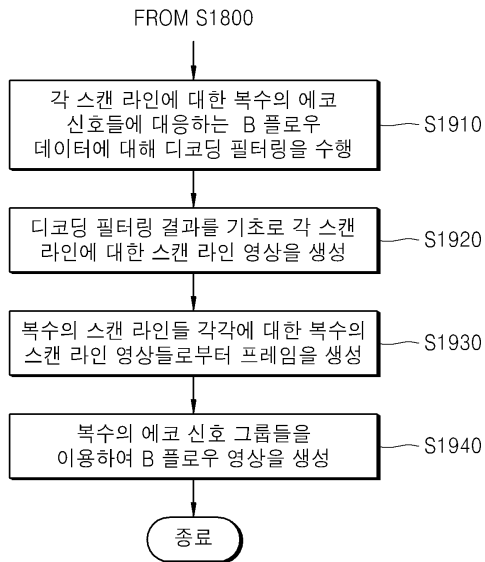 FROM S1800
각 스캔 라인에 대한 복수의 에코
신호들에 대응하는 B 플로우
데이터에 대해 디코딩 필터링을 수행
S1910
디코딩 필터링 결과를 기초로 각 스캔
라인에 대한 스캔 라인 영상을 생성
S1920
복수의 스캔 라인들 각각에 대한 복수의
스캔 라인 영상들로부터 프레임을 생성
S1930
복수의 에코 신호 그룹들을
이용하여 B 플로우 영상을 생성
S1940
종료